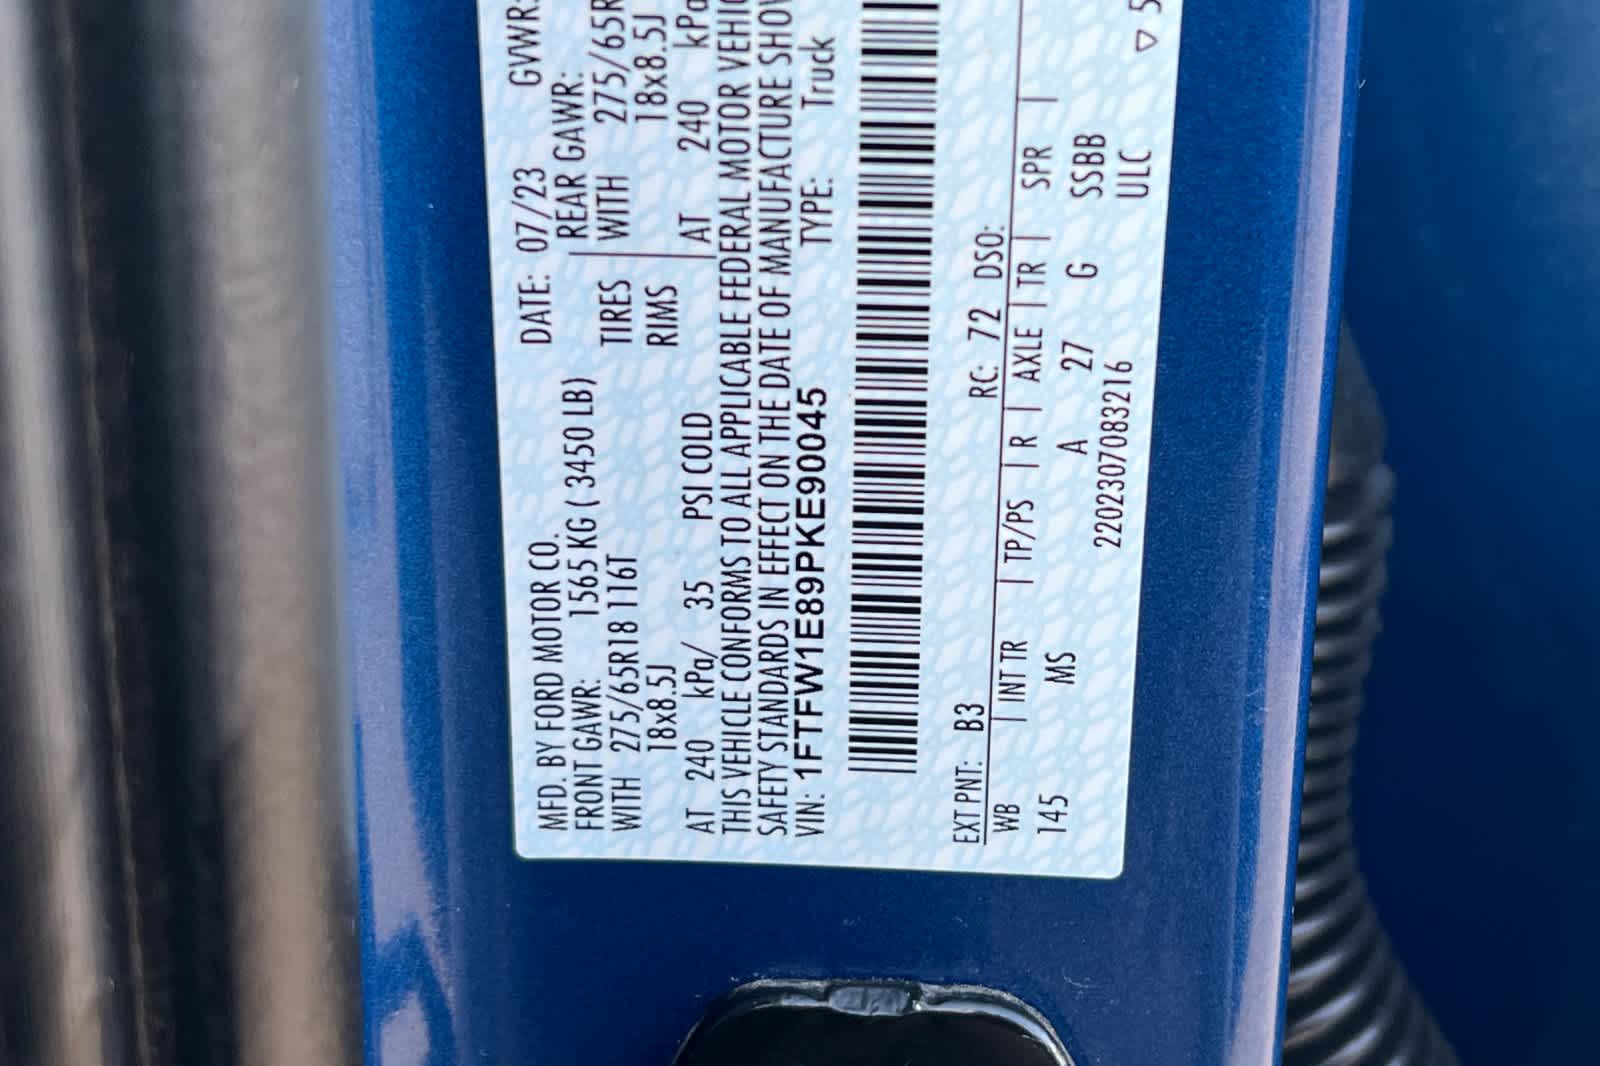 MFD. BY FORD MOTOR CO. DATE: 07/23 GVWR:
FRONT GAWR: 1565 KG ( 3450 LB) REAR GAWR:
WITH 275/65R18 116T TIRES WITH 275/65R
18x8.5J RIMS 18x8.5J
AT 240 kPa/ 35 PSI COLD AT 240 kPa
THIS VEHICLE CONFORMS TO ALL APPLICABLE FEDERAL MOTOR VEHIC
SAFETY STANDARDS IN EFFECT ON THE DATE OF MANUFACTURE SHOW
VIN: 1FTFW1E89PKE90045 TYPE: Truck
EXT PNT: B3 RC: 72 DSO:
WB | INT TR | TP/PS | R | AXLE | TR | SPR |
145 MS A 27 G SSBB
2202307083216 ULC
▽ 5